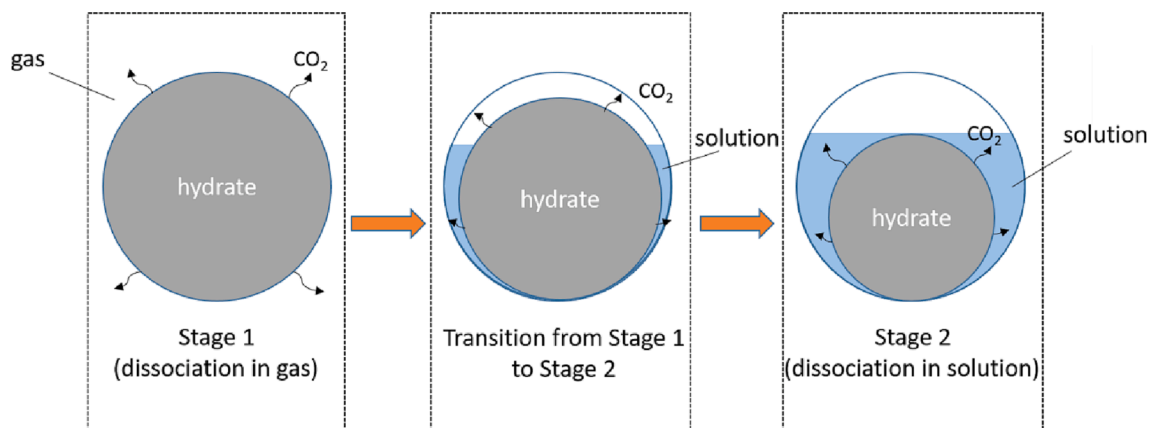 gas
CO₂
hydrate
Stage 1
(dissociation in gas)
CO₂
solution
hydrate
Transition from Stage 1
to Stage 2
CO₂
solution
hydrate
Stage 2
(dissociation in solution)